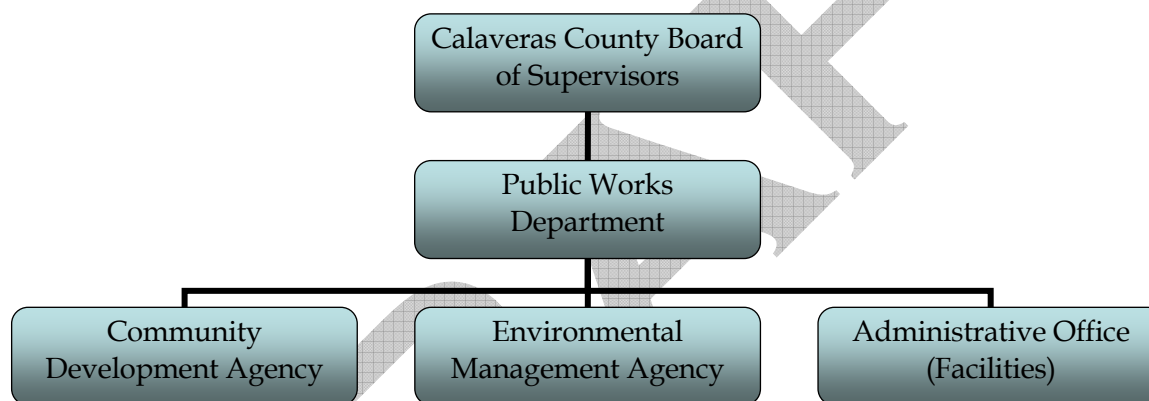 Calaveras County Board
of Supervisors
Public Works
Department
Community
Development Agency
Environmental
Management Agency
Administrative Office
(Facilities)